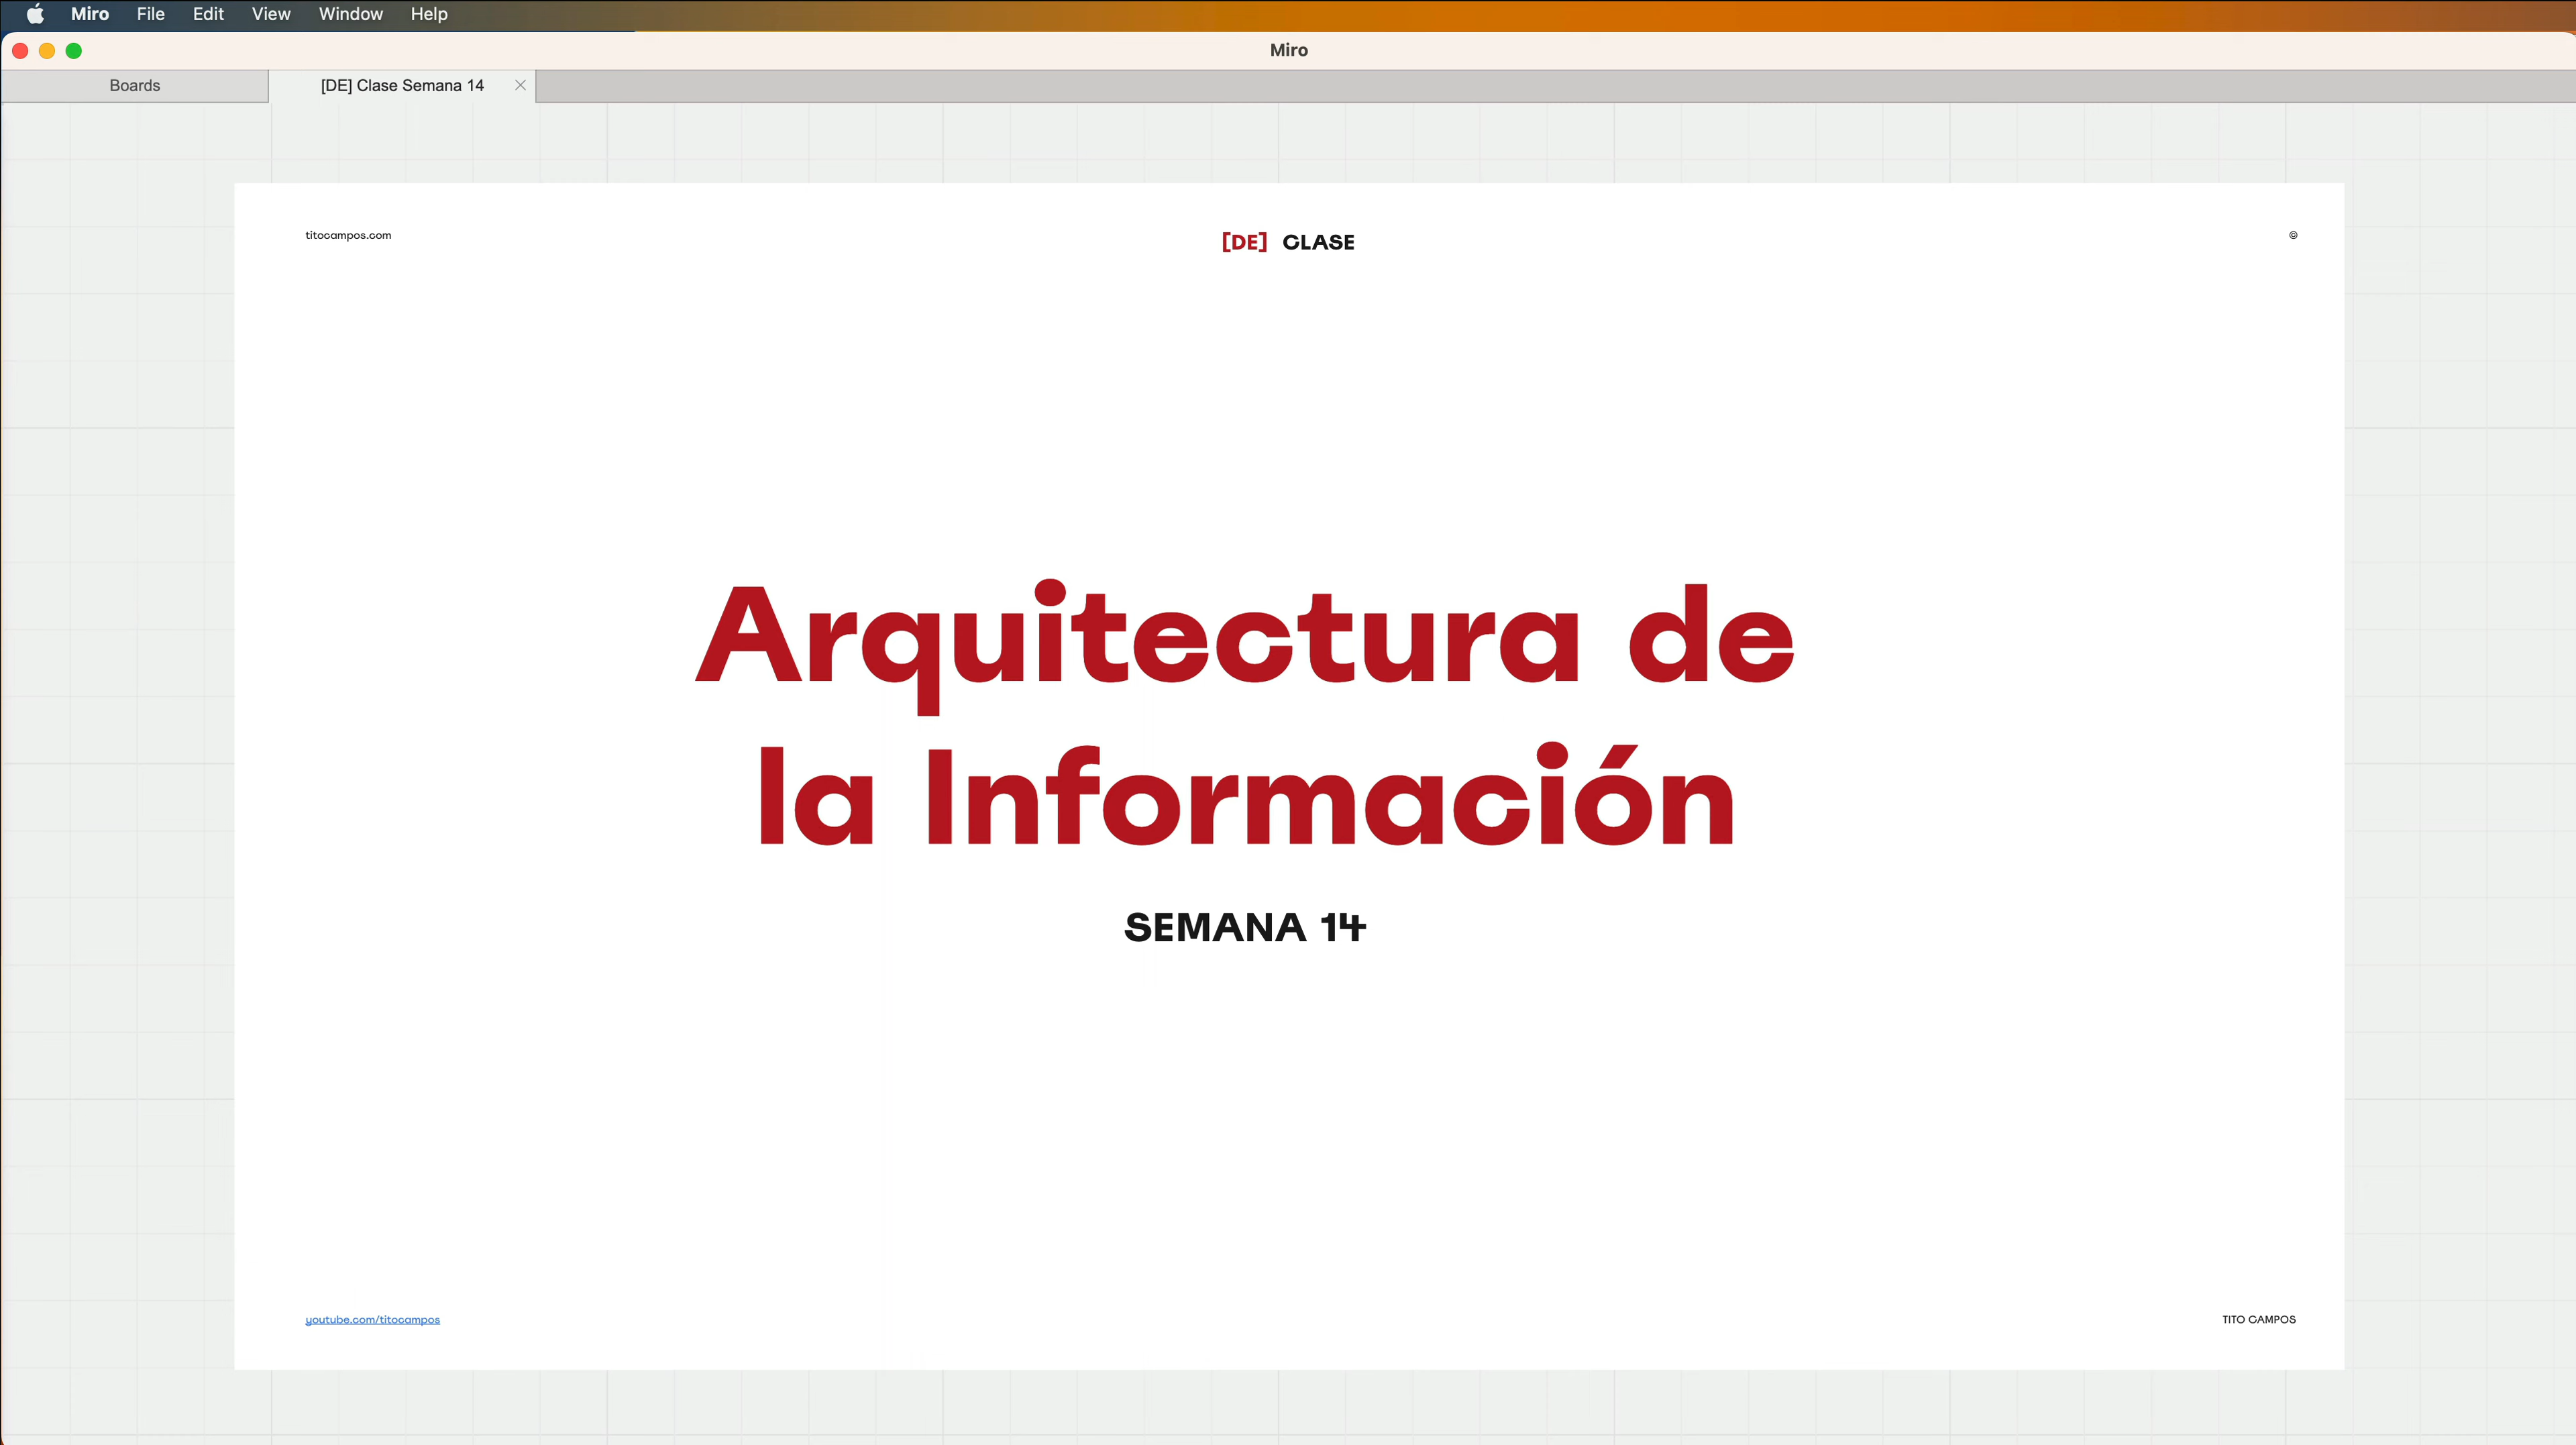 Miro File Edit View Window Help
Miro
Boards [DE] Clase Semana 14
titocampos.com [DE] CLASE ©
Arquitectura de
la Información
SEMANA 14
youtube.com/titocampos TITO CAMPOS